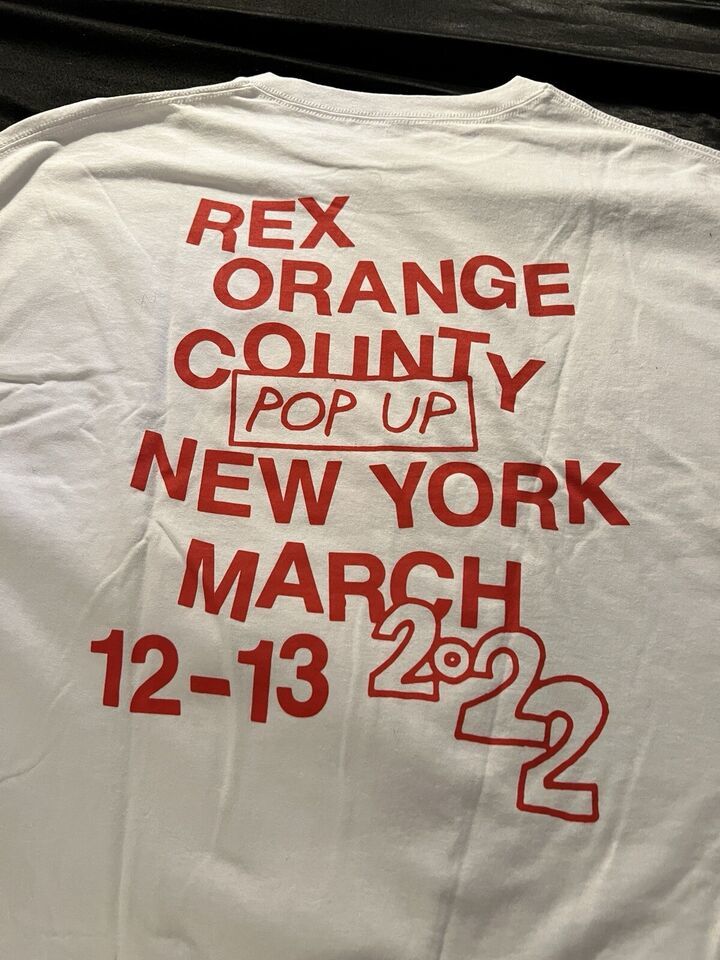 REX
ORANGE
COUNTY
POP UP
NEW YORK
MARCH
12-13 2022